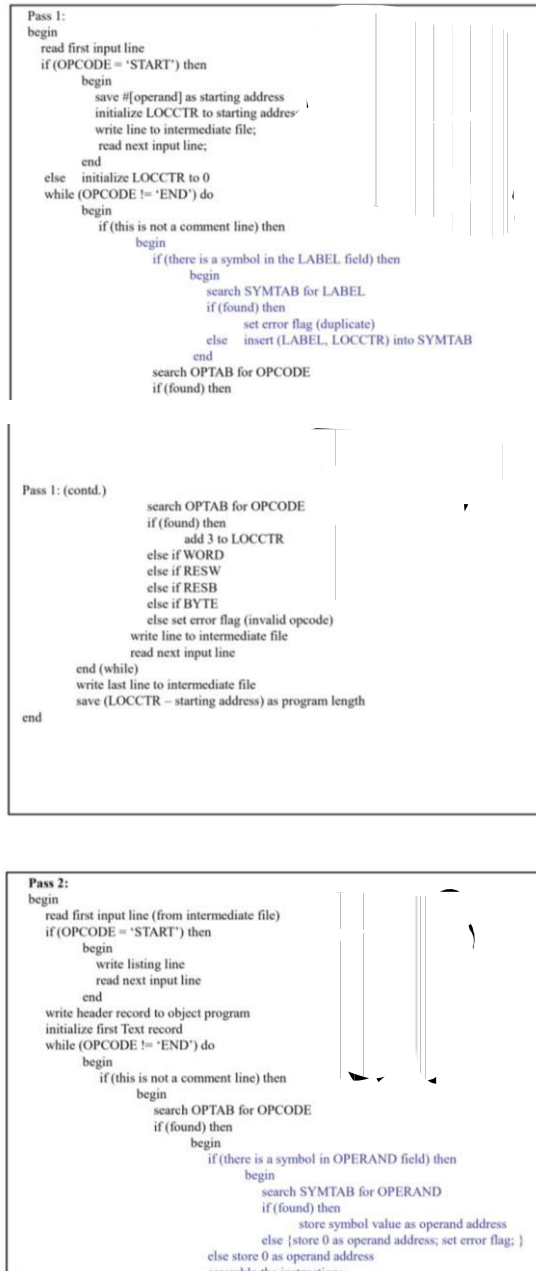 Pass 1:
begin
read first input line
if (OPCODE = ‘START’) then
begin
save #[operand] as starting address
initialize LOCCTR to starting addres
write line to intermediate file;
read next input line;
end
else initialize LOCCTR to 0
while (OPCODE != ‘END’) do
begin
if (this is not a comment line) then
begin
if (there is a symbol in the LABEL field) then
begin
search SYMTAB for LABEL
if (found) then
set error flag (duplicate)
else insert (LABEL, LOCCTR) into SYMTAB
end
search OPTAB for OPCODE
if (found) then
Pass 1: (contd.)
search OPTAB for OPCODE
if (found) then
add 3 to LOCCTR
else if WORD
else if RESW
else if RESB
else if BYTE
else set error flag (invalid opcode)
write line to intermediate file
read next input line
end (while)
write last line to intermediate file
save (LOCCTR – starting address) as program length
end
Pass 2:
begin
read first input line (from intermediate file)
if (OPCODE = ‘START’) then
begin
write listing line
read next input line
end
write header record to object program
initialize first Text record
while (OPCODE != ‘END’) do
begin
if (this is not a comment line) then
begin
search OPTAB for OPCODE
if (found) then
begin
if (there is a symbol in OPERAND field) then
begin
search SYMTAB for OPERAND
if (found) then
store symbol value as operand address
else {store 0 as operand address; set error flag; }
else store 0 as operand address